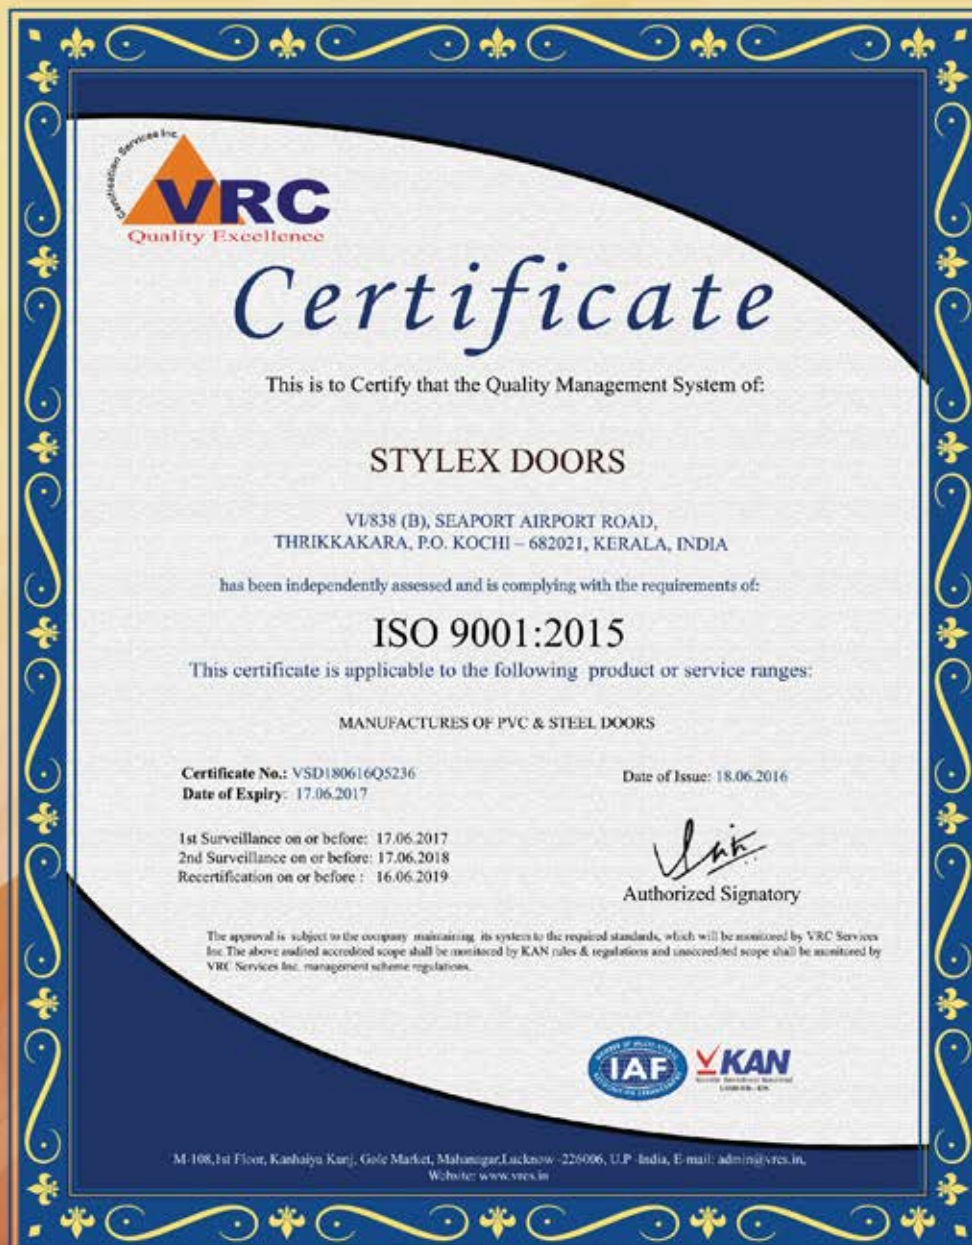 Certification Services Inc.
VRC
Quality Excellence
Certificate
This is to Certify that the Quality Management System of:
STYLEX DOORS
VI/838 (B), SEAPORT AIRPORT ROAD,
THRIKKAKARA, P.O. KOCHI – 682021, KERALA, INDIA
has been independently assessed and is complying with the requirements of:
ISO 9001:2015
This certificate is applicable to the following product or service ranges:
MANUFACTURES OF PVC & STEEL DOORS
Certificate No.: VSD180616Q5236
Date of Issue: 18.06.2016
Date of Expiry: 17.06.2017
1st Surveillance on or before: 17.06.2017
2nd Surveillance on or before: 17.06.2018
Recertification on or before : 16.06.2019
Authorized Signatory
The approval is subject to the company maintaining its system to the required standards, which will be monitored by VRC Services
Inc. The above audited accredited scope shall be monitored by KAN rules & regulations and unaccredited scope shall be monitored by
VRC Services Inc. management scheme regulations.
IAF
KAN
M-108,1st Floor, Kanhaiya Kunj, Gole Market, Mahanagar,Lucknow -226006, U.P -India, E-mail: admin@vrcs.in,
Website: www.vrcs.in